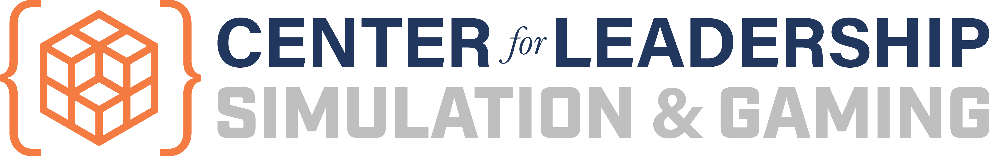 CENTER for LEADERSHIP
SIMULATION & GAMING